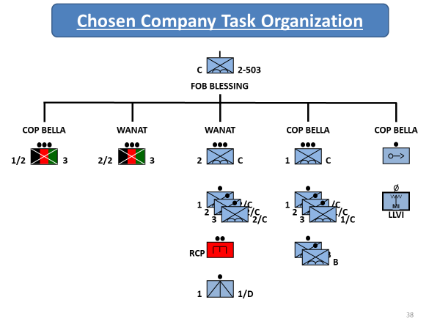 Chosen Company Task Organization
C 2-503
FOB BLESSING
COP BELLA WANAT WANAT COP BELLA COP BELLA
1/2 3 2/2 3 2 C 1 C
1 2 3 2/C 1 2 3 1/C
LLVI
RCP B
1 1/D
38